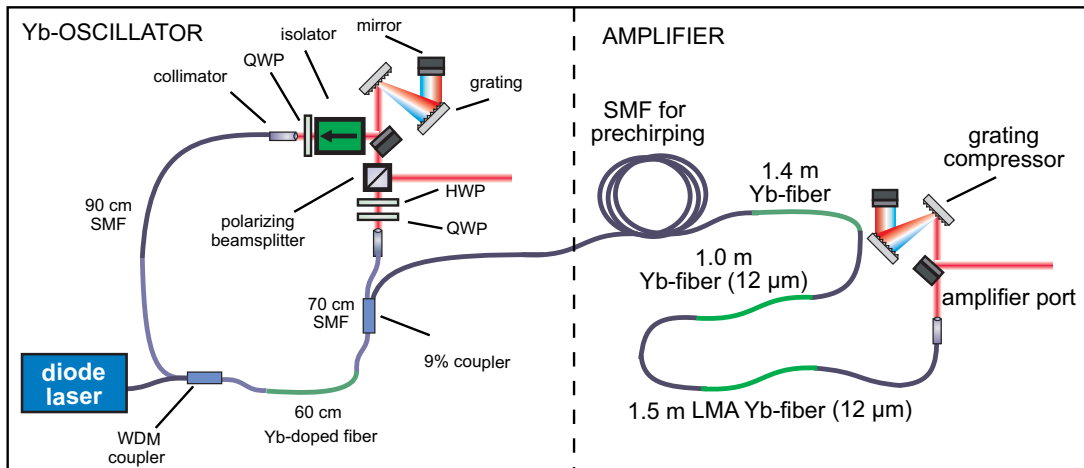 Yb-OSCILLATOR
mirror
isolator
QWP
collimator
grating
90 cm
SMF
polarizing
beamsplitter
HWP
QWP
70 cm
SMF
9% coupler
diode
laser
WDM
coupler
60 cm
Yb-doped fiber
AMPLIFIER
SMF for
prechirping
1.4 m
Yb-fiber
grating
compressor
1.0 m
Yb-fiber (12 µm)
amplifier port
1.5 m LMA Yb-fiber (12 µm)